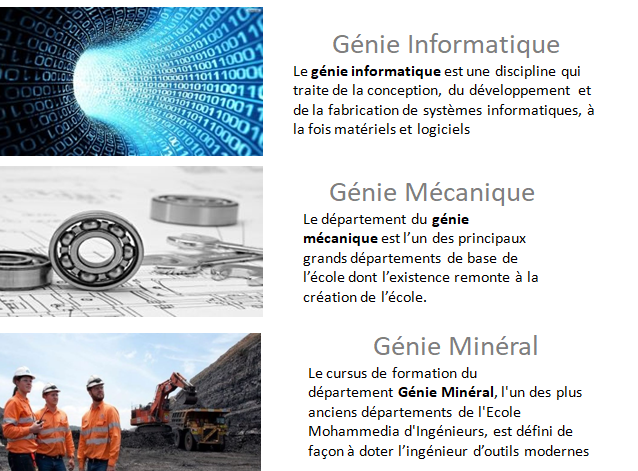 Génie Informatique
Le génie informatique est une discipline qui
traite de la conception, du développement et
de la fabrication de systèmes informatiques, à
la fois matériels et logiciels
Génie Mécanique
Le département du génie
mécanique est l’un des principaux
grands départements de base de
l’école dont l’existence remonte à la
création de l’école.
Génie Minéral
Le cursus de formation du
département Génie Minéral, l'un des plus
anciens départements de l'Ecole
Mohammedia d'Ingénieurs, est défini de
façon à doter l’ingénieur d’outils modernes